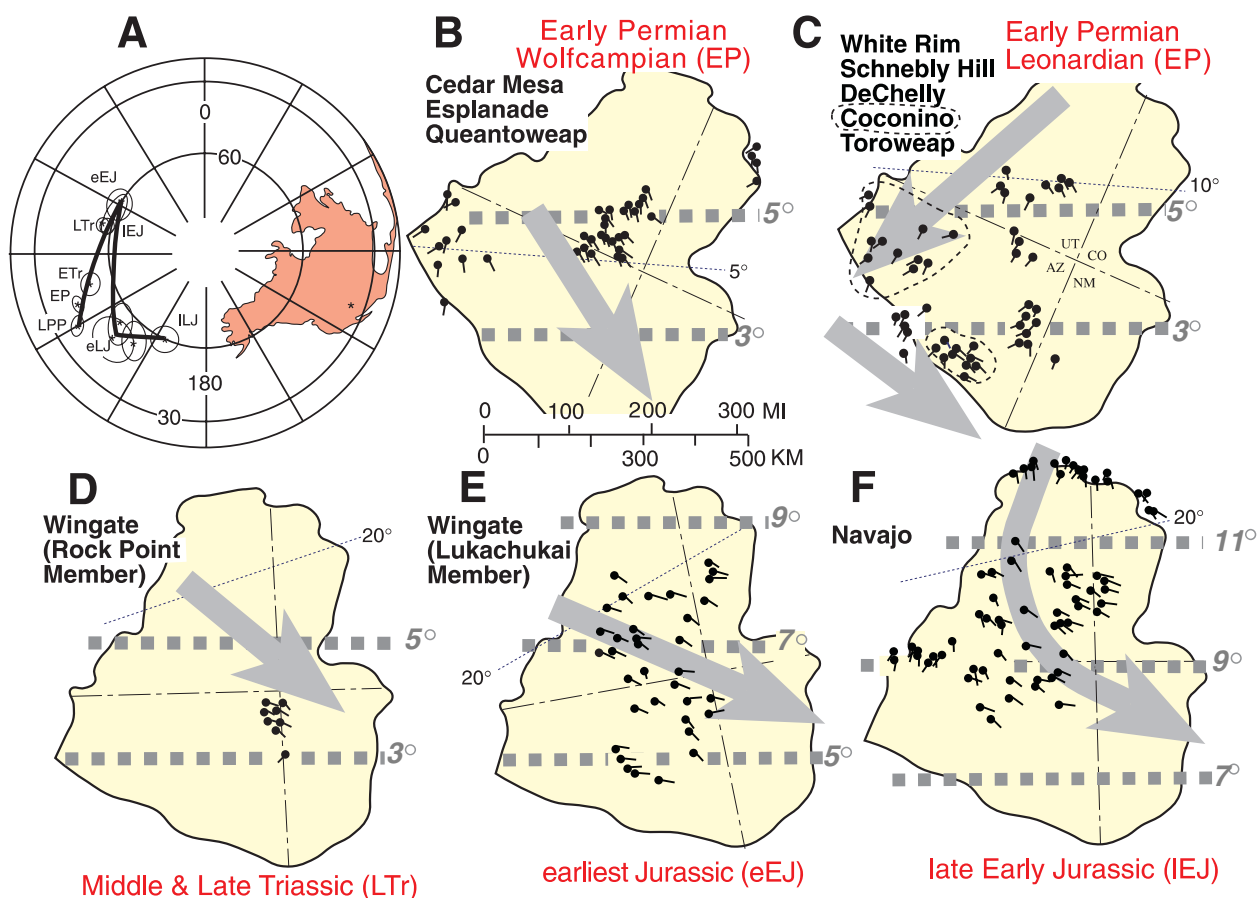 A
0
60
eEJ
LTr
lEJ
ETr
EP
LPP
eLJ
lLJ
180
30
B
Early Permian
Wolfcampian (EP)
Cedar Mesa
Esplanade
Queantoweap
5°
5°
3°
0 100 200 300 MI
0 300 500 KM
C
Early Permian
Leonardian (EP)
White Rim
Schnebly Hill
DeChelly
Coconino
Toroweap
10°
5°
UT
CO
AZ
NM
3°
D
Wingate
(Rock Point
Member)
20°
5°
3°
Middle & Late Triassic (LTr)
E
Wingate
(Lukachukai
Member)
9°
7°
20°
5°
earliest Jurassic (eEJ)
F
Navajo
20°
11°
9°
7°
late Early Jurassic (lEJ)